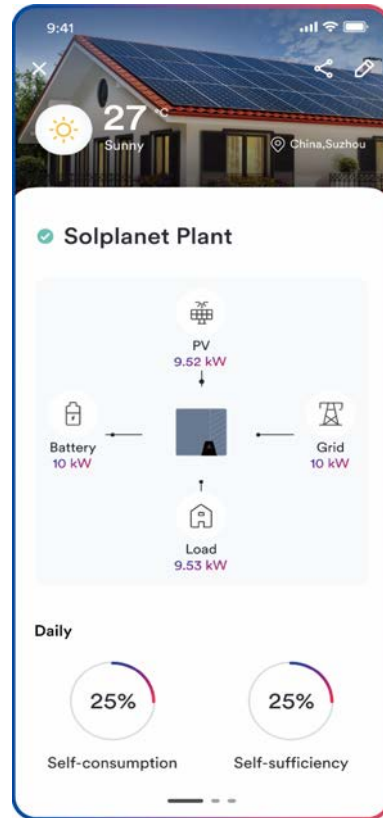 9:41
27 °C
Sunny
China,Suzhou
Solplanet Plant
PV
9.52 kW
Battery
10 kW
Grid
10 kW
Load
9.53 kW
Daily
25%
25%
Self-consumption
Self-sufficiency